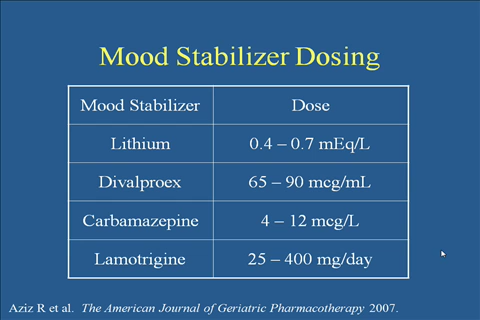 Mood Stabilizer Dosing
Mood Stabilizer Dose
Lithium 0.4 – 0.7 mEq/L
Divalproex 65 – 90 mcg/mL
Carbamazepine 4 – 12 mcg/L
Lamotrigine 25 – 400 mg/day
Aziz R et al. The American Journal of Geriatric Pharmacotherapy 2007.